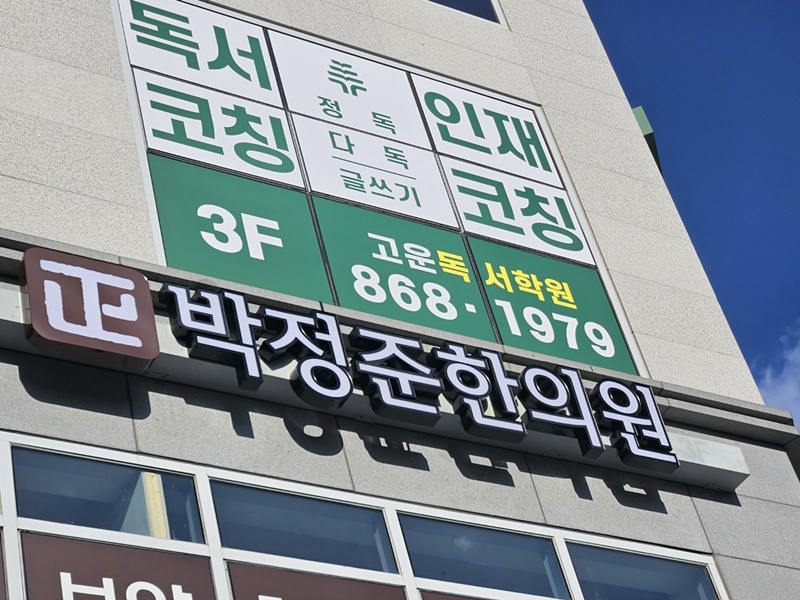 독서 코칭
정독
다독
글쓰기
인재 코칭
3F
고운독서학원
868·1979
正 박정준한의원